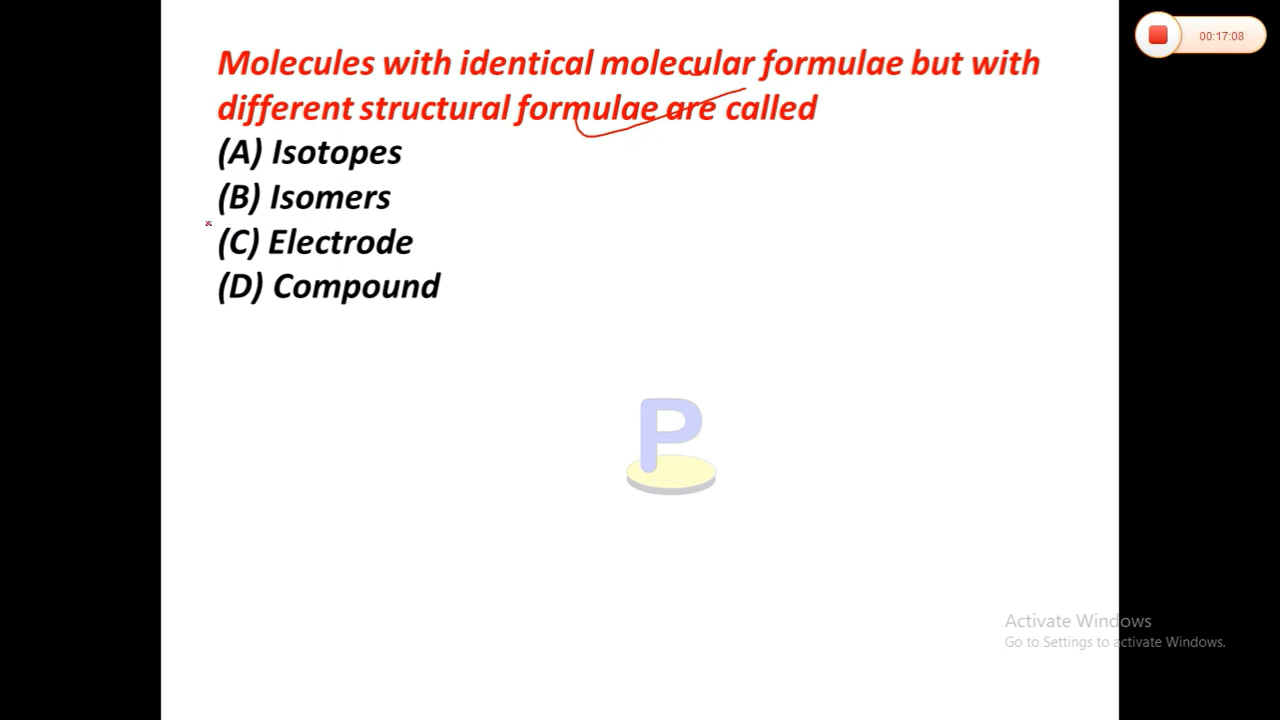 00:17:08
Molecules with identical molecular formulae but with
different structural formulae are called
(A) Isotopes
(B) Isomers
(C) Electrode
(D) Compound
P
Activate Windows
Go to Settings to activate Windows.